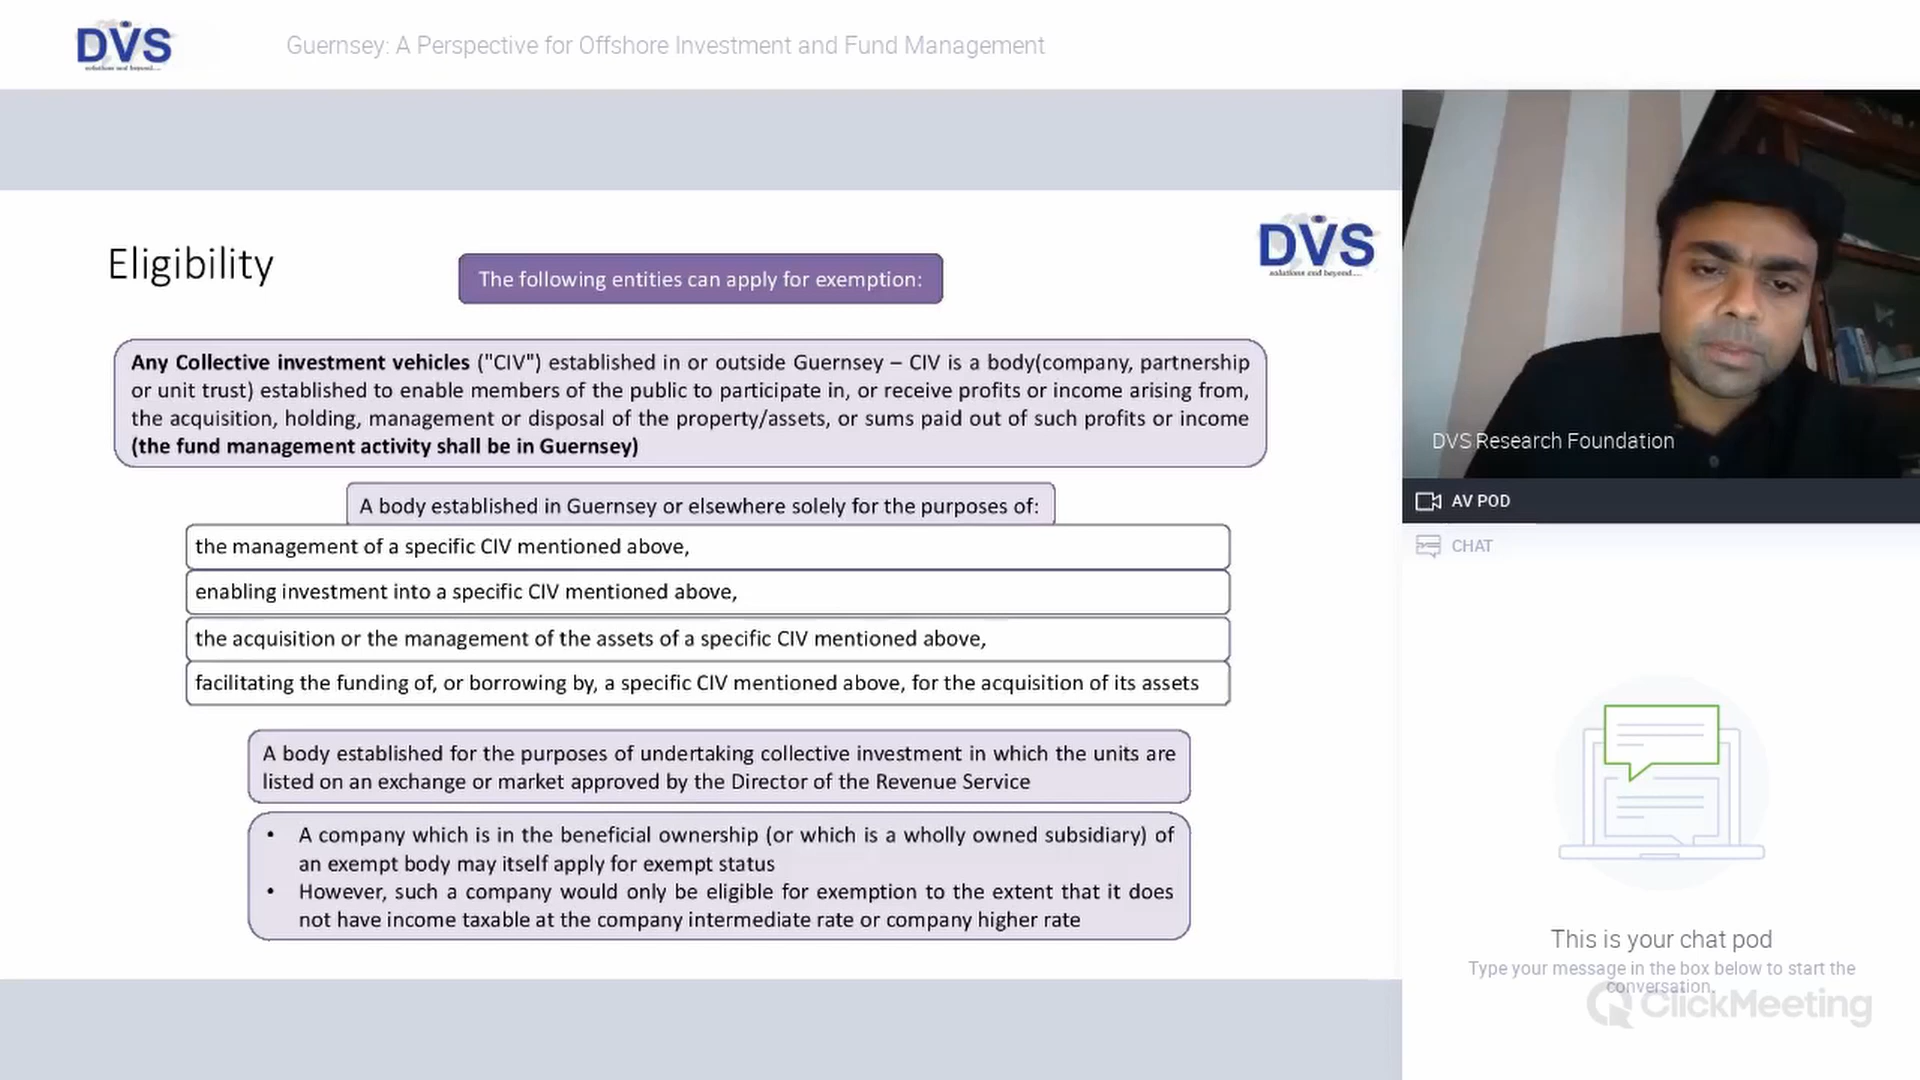 DVS
solutions and beyond....
Guernsey: A Perspective for Offshore Investment and Fund Management
Eligibility
The following entities can apply for exemption:
DVS
solutions and beyond....
Any Collective investment vehicles ("CIV") established in or outside Guernsey – CIV is a body(company, partnership
or unit trust) established to enable members of the public to participate in, or receive profits or income arising from,
the acquisition, holding, management or disposal of the property/assets, or sums paid out of such profits or income
(the fund management activity shall be in Guernsey)
A body established in Guernsey or elsewhere solely for the purposes of:
the management of a specific CIV mentioned above,
enabling investment into a specific CIV mentioned above,
the acquisition or the management of the assets of a specific CIV mentioned above,
facilitating the funding of, or borrowing by, a specific CIV mentioned above, for the acquisition of its assets
A body established for the purposes of undertaking collective investment in which the units are
listed on an exchange or market approved by the Director of the Revenue Service
• A company which is in the beneficial ownership (or which is a wholly owned subsidiary) of
an exempt body may itself apply for exempt status
• However, such a company would only be eligible for exemption to the extent that it does
not have income taxable at the company intermediate rate or company higher rate
DVS Research Foundation
AV POD
CHAT
This is your chat pod
Type your message in the box below to start the
conversation.
ClickMeeting